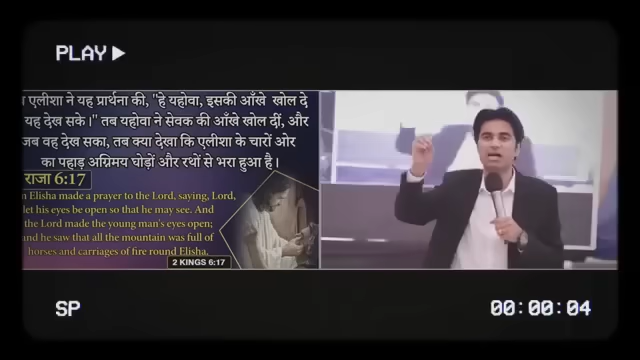 PLAY
एलीशा ने यह प्रार्थना की, "हे यहोवा, इसकी आँखे खोल दे
यह देख सके।" तब यहोवा ने सेवक की आँखे खोल दीं, और
जब वह देख सका, तब क्या देखा कि एलीशा के चारों ओर
का पहाड़ अग्निमय घोड़ों और रथों से भरा हुआ है।
राजा 6:17
Elisha made a prayer to the Lord, saying, Lord,
let his eyes be open so that he may see. And
the Lord made the young man's eyes open;
and he saw that all the mountain was full of
horses and carriages of fire round Elisha.
2 KINGS 6:17
SP
00:00:04